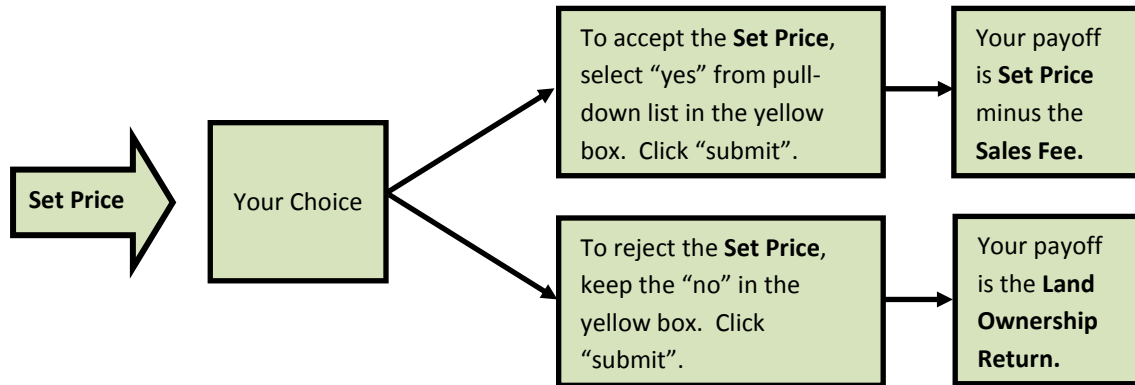 Set Price
Your Choice
To accept the Set Price,
select “yes” from pull-
down list in the yellow
box.  Click “submit”.
Your payoff
is Set Price
minus the
Sales Fee.
To reject the Set Price,
keep the “no” in the
yellow box.  Click
“submit”.
Your payoff
is the Land
Ownership
Return.